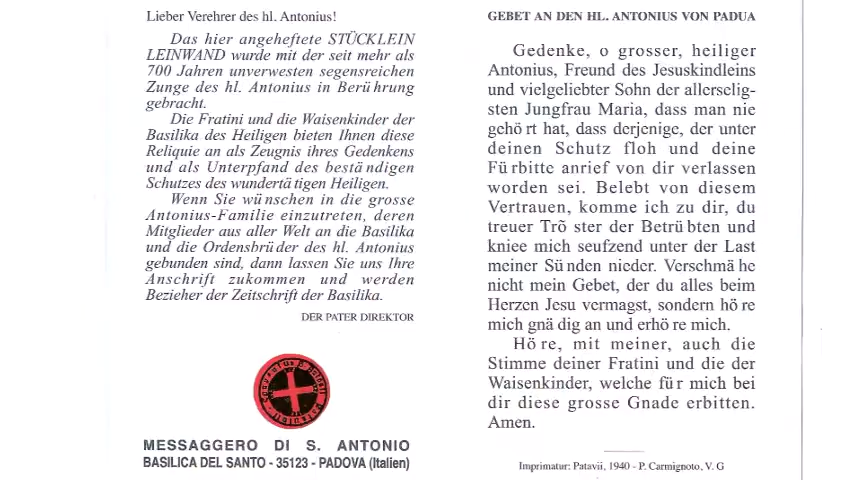 Lieber Verehrer des hl. Antonius!
Das hier angeheftete STÜCKLEIN
LEINWAND wurde mit der seit mehr als
700 Jahren unverwesten segensreichen
Zunge des hl. Antonius in Berü hrung
gebracht.
Die Fratini und die Waisenkinder der
Basilika des Heiligen bieten Ihnen diese
Reliquie an als Zeugnis ihres Gedenkens
und als Unterpfand des bestä ndigen
Schutzes des wundertä tigen Heiligen.
Wenn Sie wü nschen in die grosse
Antonius-Familie einzutreten, deren
Mitglieder aus aller Welt an die Basilika
und die Ordensbrü der des hl. Antonius
gebunden sind, dann lassen Sie uns Ihre
Anschrift zukommen und werden
Bezieher der Zeitschrift der Basilika.
DER PATER DIREKTOR
MESSAGGERO DI S. ANTONIO
BASILICA DEL SANTO - 35123 - PADOVA (Italien)
GEBET AN DEN HL. ANTONIUS VON PADUA
Gedenke, o grosser, heiliger
Antonius, Freund des Jesuskindleins
und vielgeliebter Sohn der allerselig-
sten Jungfrau Maria, dass man nie
gehö rt hat, dass derjenige, der unter
deinen Schutz floh und deine
Fü rbitte anrief von dir verlassen
worden sei. Belebt von diesem
Vertrauen, komme ich zu dir, du
treuer Trõ ster der Betrü bten und
kniee mich seufzend unter der Last
meiner Sü nden nieder. Verschmä he
nicht mein Gebet, der du alles beim
Herzen Jesu vermagst, sondern hö re
mich gnä dig an und erhö re mich.
Hö re, mit meiner, auch die
Stimme deiner Fratini und die der
Waisenkinder, welche fü r mich bei
dir diese grosse Gnade erbitten.
Amen.
Imprimatur: Patavii, 1940 - P. Carmignoto, V. G